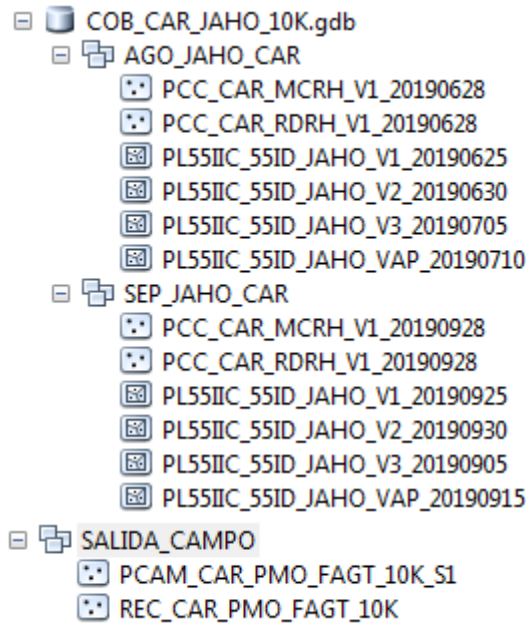 COB_CAR_JAHO_10K.gdb
AGO_JAHO_CAR
PCC_CAR_MCRH_V1_20190628
PCC_CAR_RDRH_V1_20190628
PL55IIC_55ID_JAHO_V1_20190625
PL55IIC_55ID_JAHO_V2_20190630
PL55IIC_55ID_JAHO_V3_20190705
PL55IIC_55ID_JAHO_VAP_20190710
SEP_JAHO_CAR
PCC_CAR_MCRH_V1_20190928
PCC_CAR_RDRH_V1_20190928
PL55IIC_55ID_JAHO_V1_20190925
PL55IIC_55ID_JAHO_V2_20190930
PL55IIC_55ID_JAHO_V3_20190905
PL55IIC_55ID_JAHO_VAP_20190915
SALIDA_CAMPO
PCAM_CAR_PMO_FAGT_10K_S1
REC_CAR_PMO_FAGT_10K